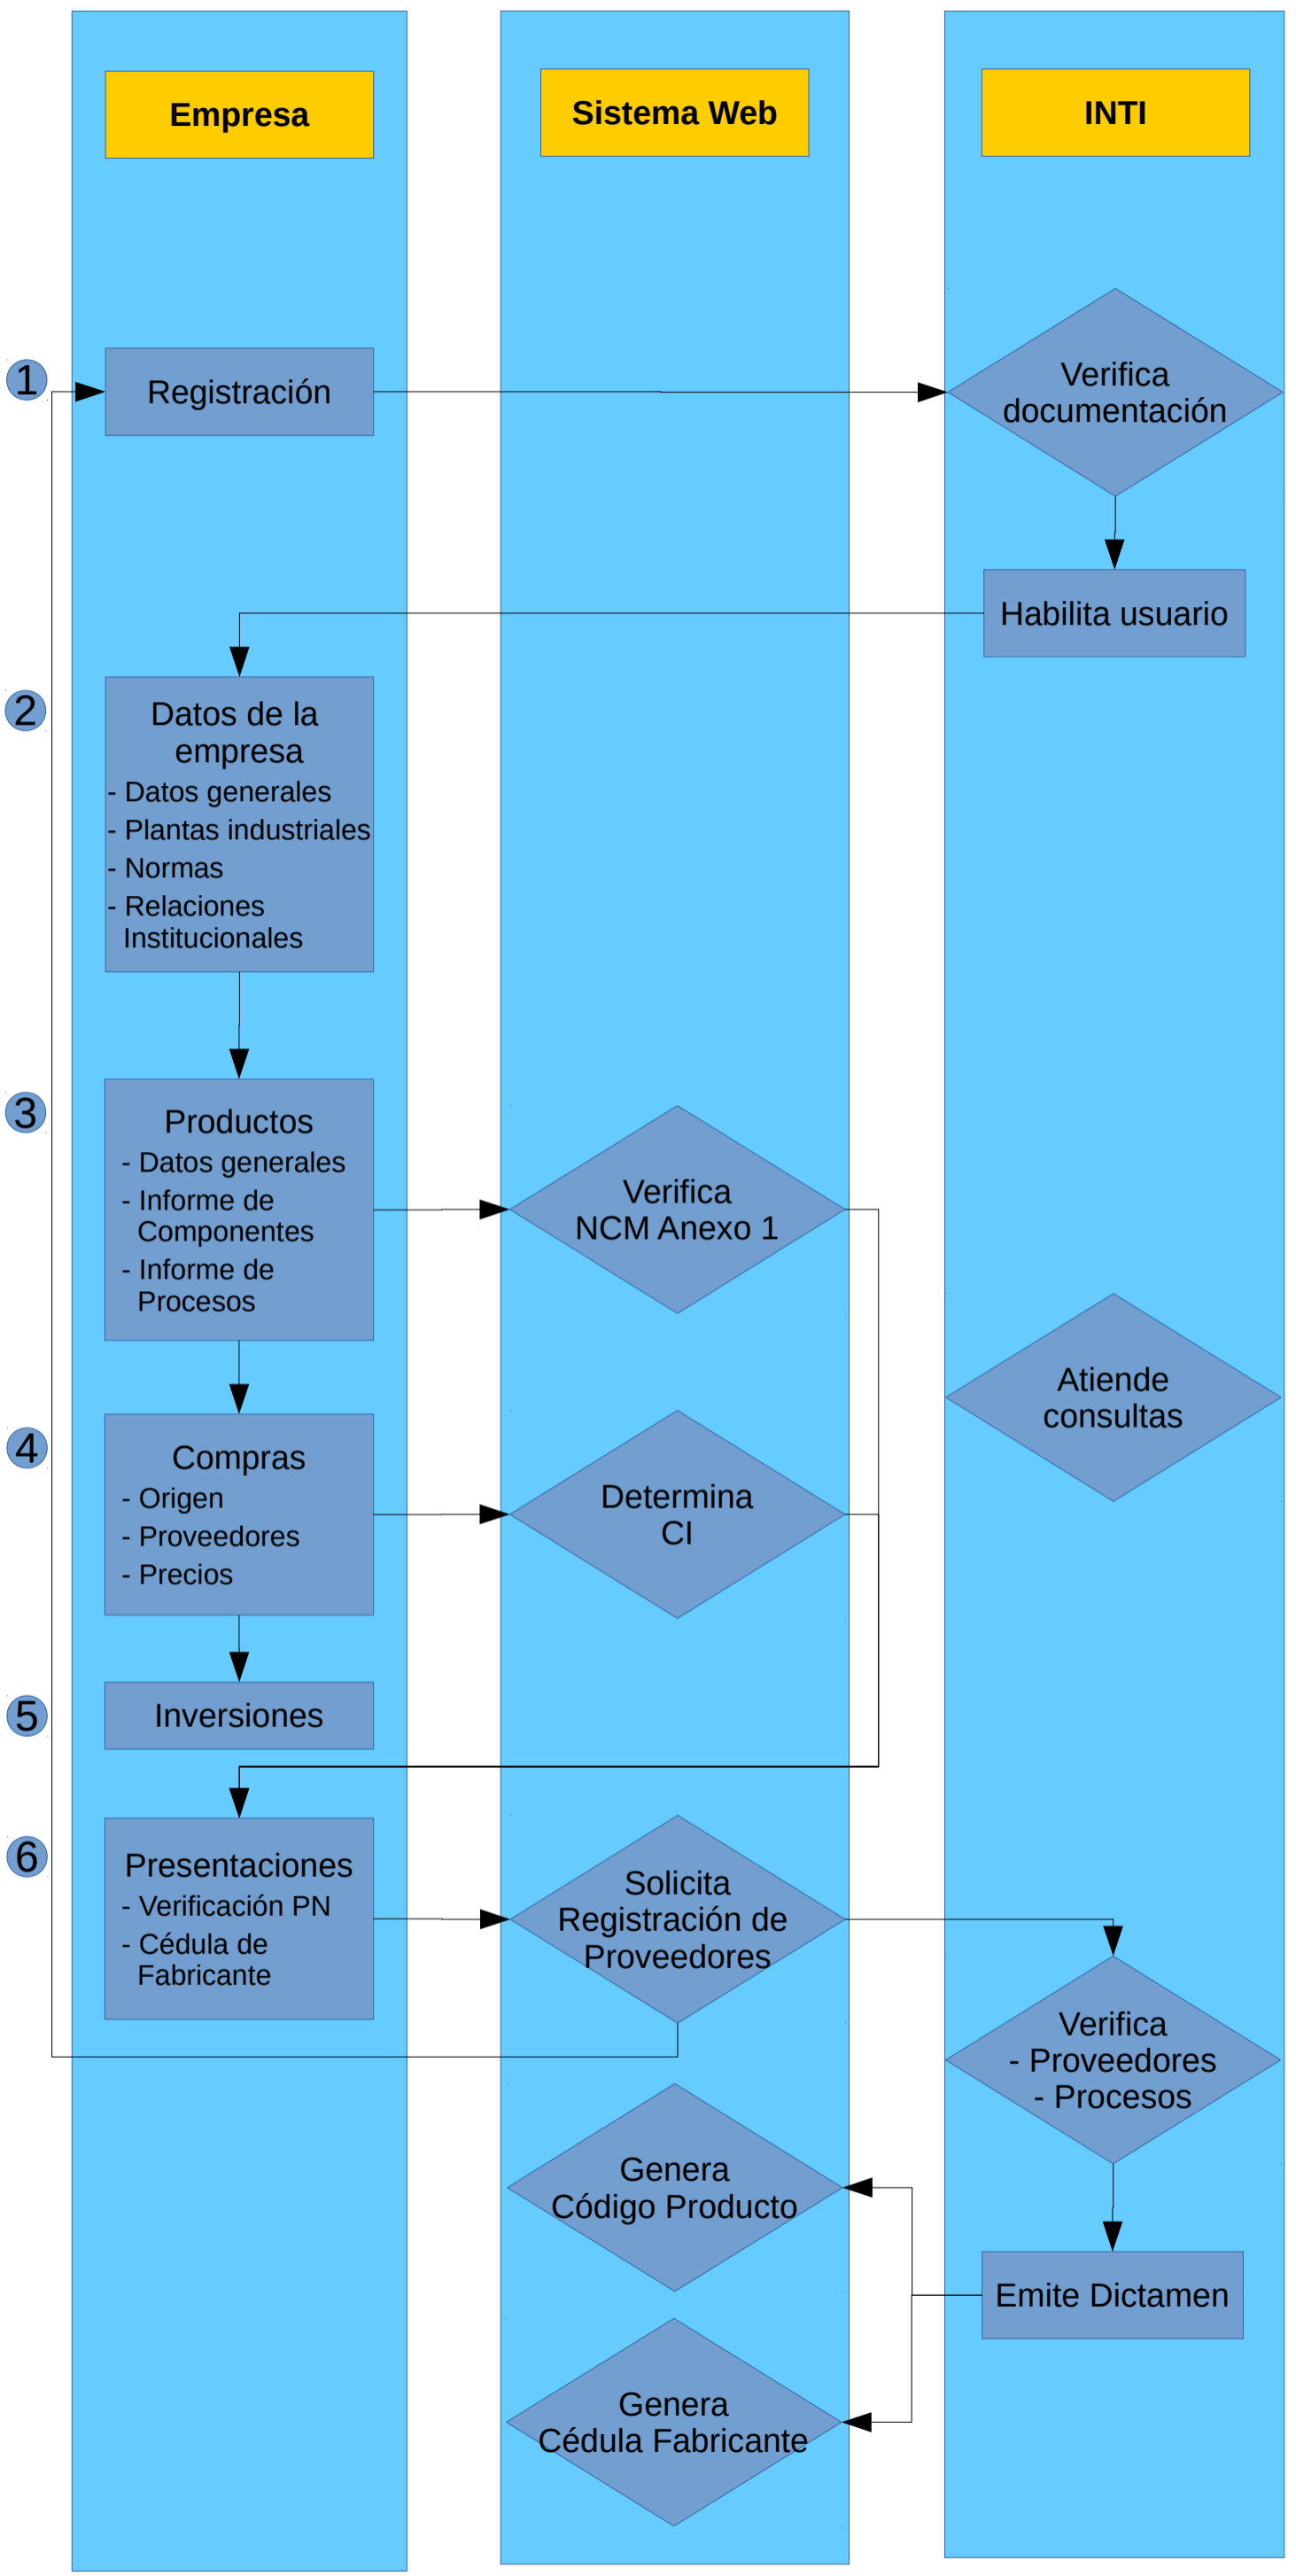 Empresa
Sistema Web
INTI
1
Registración
Verifica
documentación
Habilita usuario
2
Datos de la
empresa
- Datos generales
- Plantas industriales
- Normas
- Relaciones
Institucionales
3
Productos
- Datos generales
- Informe de
Componentes
- Informe de
Procesos
Verifica
NCM Anexo 1
Atiende
consultas
4
Compras
- Origen
- Proveedores
- Precios
Determina
CI
5
Inversiones
6
Presentaciones
- Verificación PN
- Cédula de
Fabricante
Solicita
Registración de
Proveedores
Verifica
- Proveedores
- Procesos
Genera
Código Producto
Emite Dictamen
Genera
Cédula Fabricante